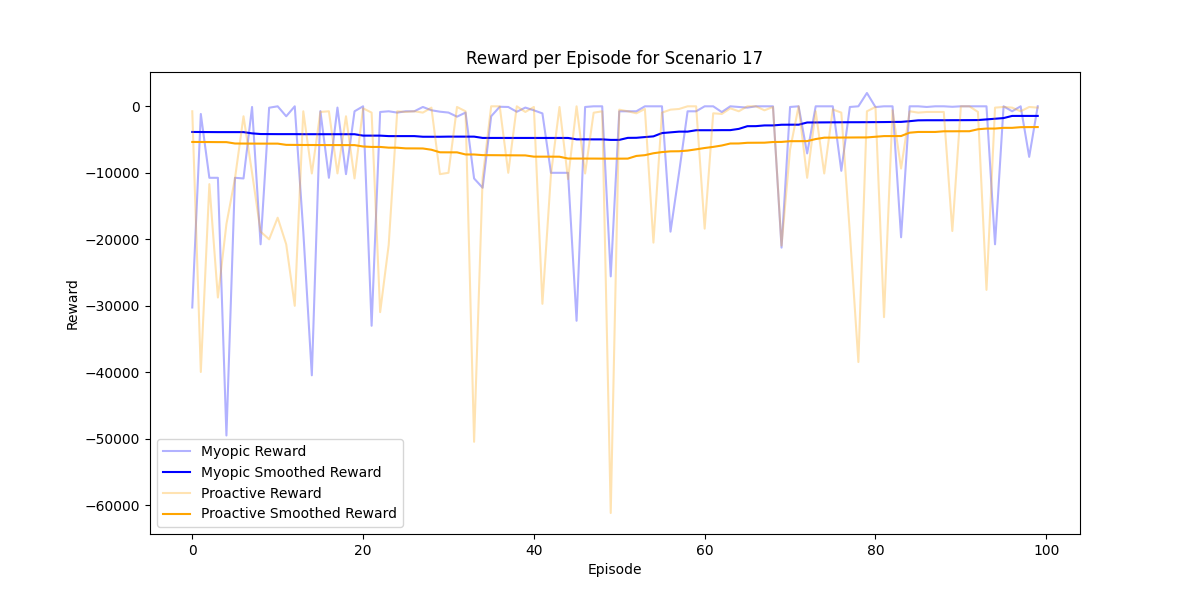 Reward per Episode for Scenario 17
Reward
0
−10000
−20000
−30000
−40000
−50000
−60000
Myopic Reward
Myopic Smoothed Reward
Proactive Reward
Proactive Smoothed Reward
0 20 40 60 80 100
Episode